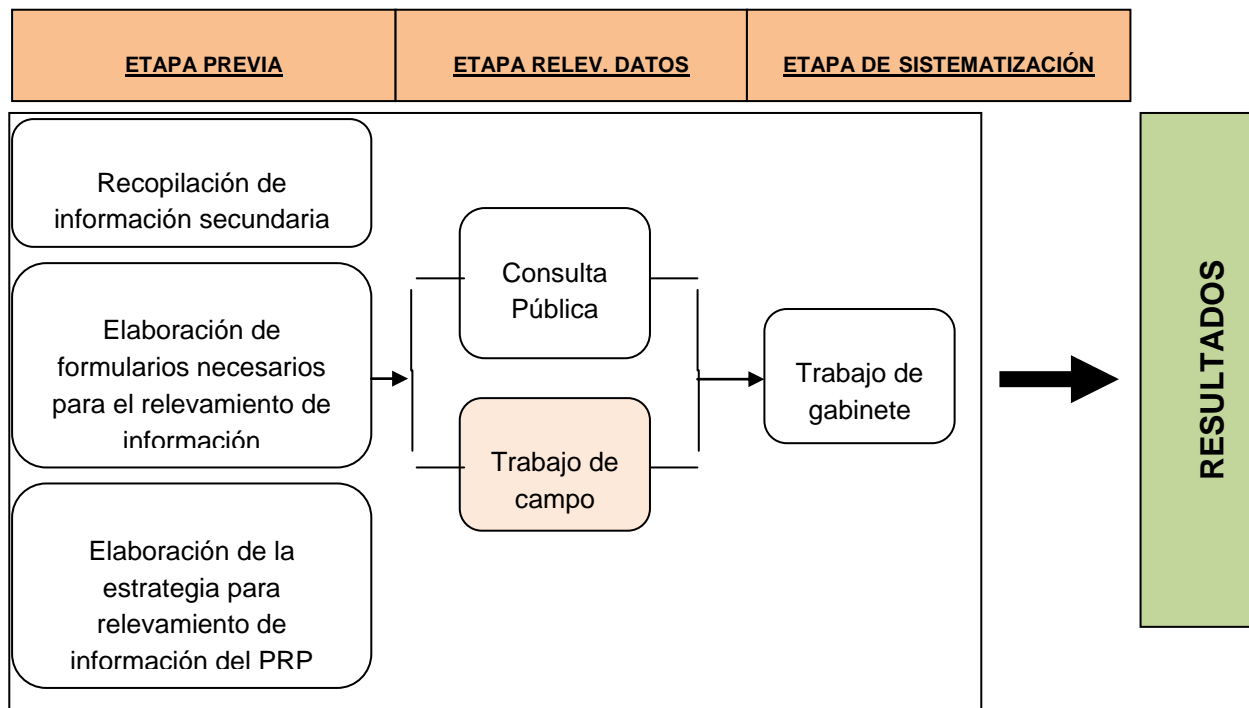 ETAPA PREVIA
ETAPA RELEV. DATOS
ETAPA DE SISTEMATIZACIÓN
Recopilación de
información secundaria
Elaboración de
formularios necesarios
para el relevamiento de
información
Elaboración de la
estrategia para
relevamiento de
información del PRP
Consulta
Pública
Trabajo de
campo
Trabajo de
gabinete
RESULTADOS